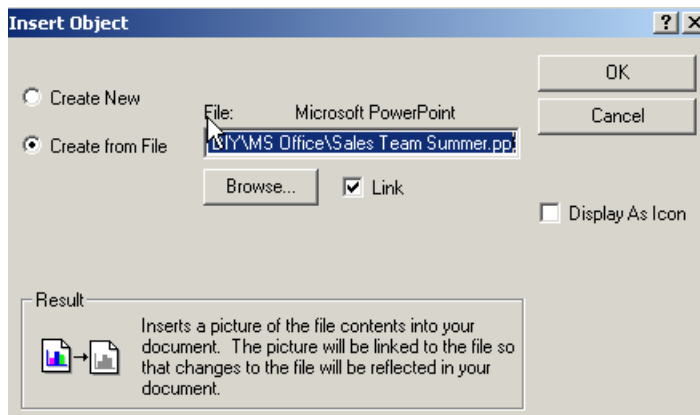 Insert Object
OK
Create New
File: Microsoft PowerPoint
Cancel
Create from File
\MS Office\Sales Team Summer.pp
Browse... Link
Display As Icon
Result
Inserts a picture of the file contents into your
document. The picture will be linked to the file so
that changes to the file will be reflected in your
document.